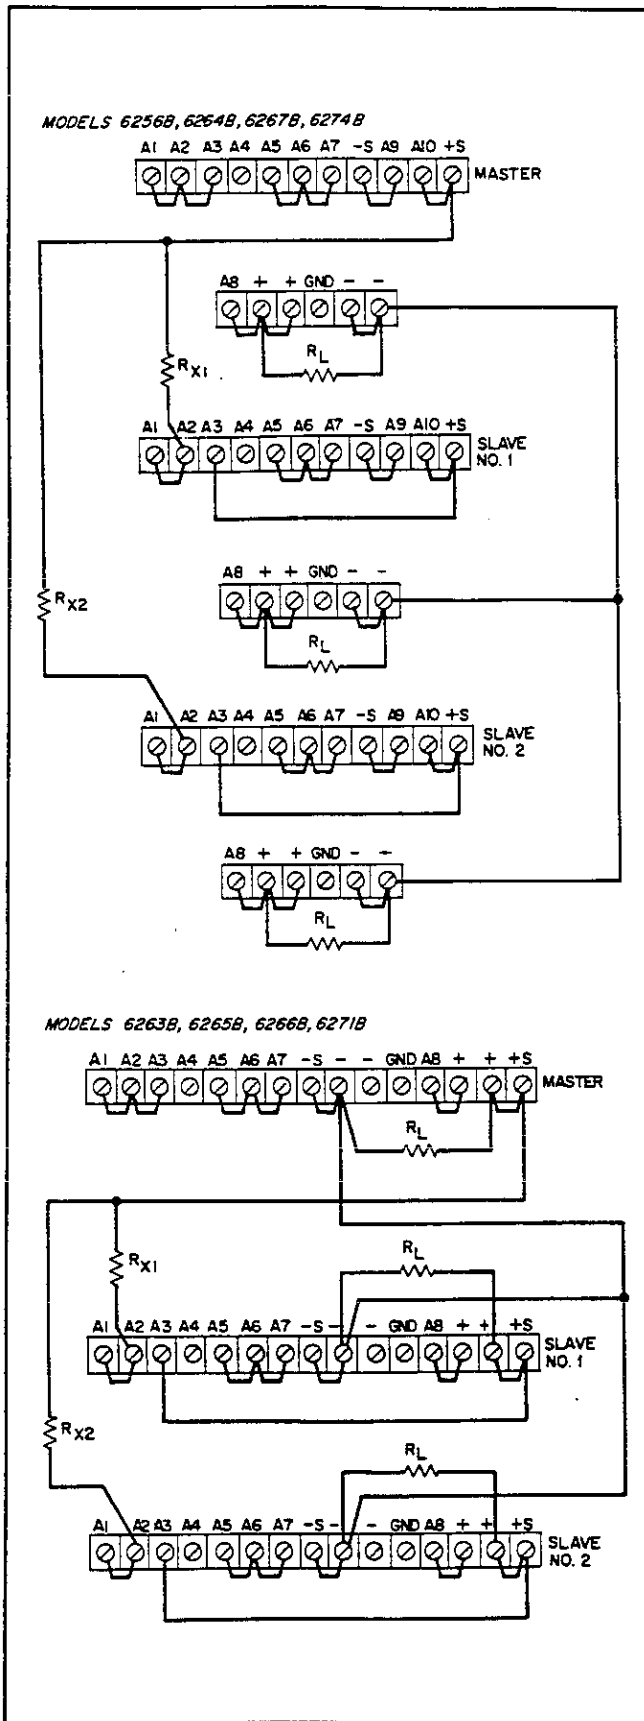 MODELS 6256B, 6264B, 6267B, 6274B
A1 A2 A3 A4 A5 A6 A7 -S A9 A10 +S
MASTER
A8 + + GND - -
RL
RX1
A1 A2 A3 A4 A5 A6 A7 -S A9 A10 +S
SLAVE
NO. 1
A8 + + GND - -
RX2
RL
A1 A2 A3 A4 A5 A6 A7 -S A9 A10 +S
SLAVE
NO. 2
A8 + + GND - -
RL
MODELS 6263B, 6265B, 6266B, 6271B
A1 A2 A3 A4 A5 A6 A7 -S - - GND A8 + + +S
MASTER
RL
RX1
RL
A1 A2 A3 A4 A5 A6 A7 -S - - GND A8 + + +S
SLAVE
NO. 1
RX2
RL
A1 A2 A3 A4 A5 A6 A7 -S - - GND A8 + + +S
SLAVE
NO. 2